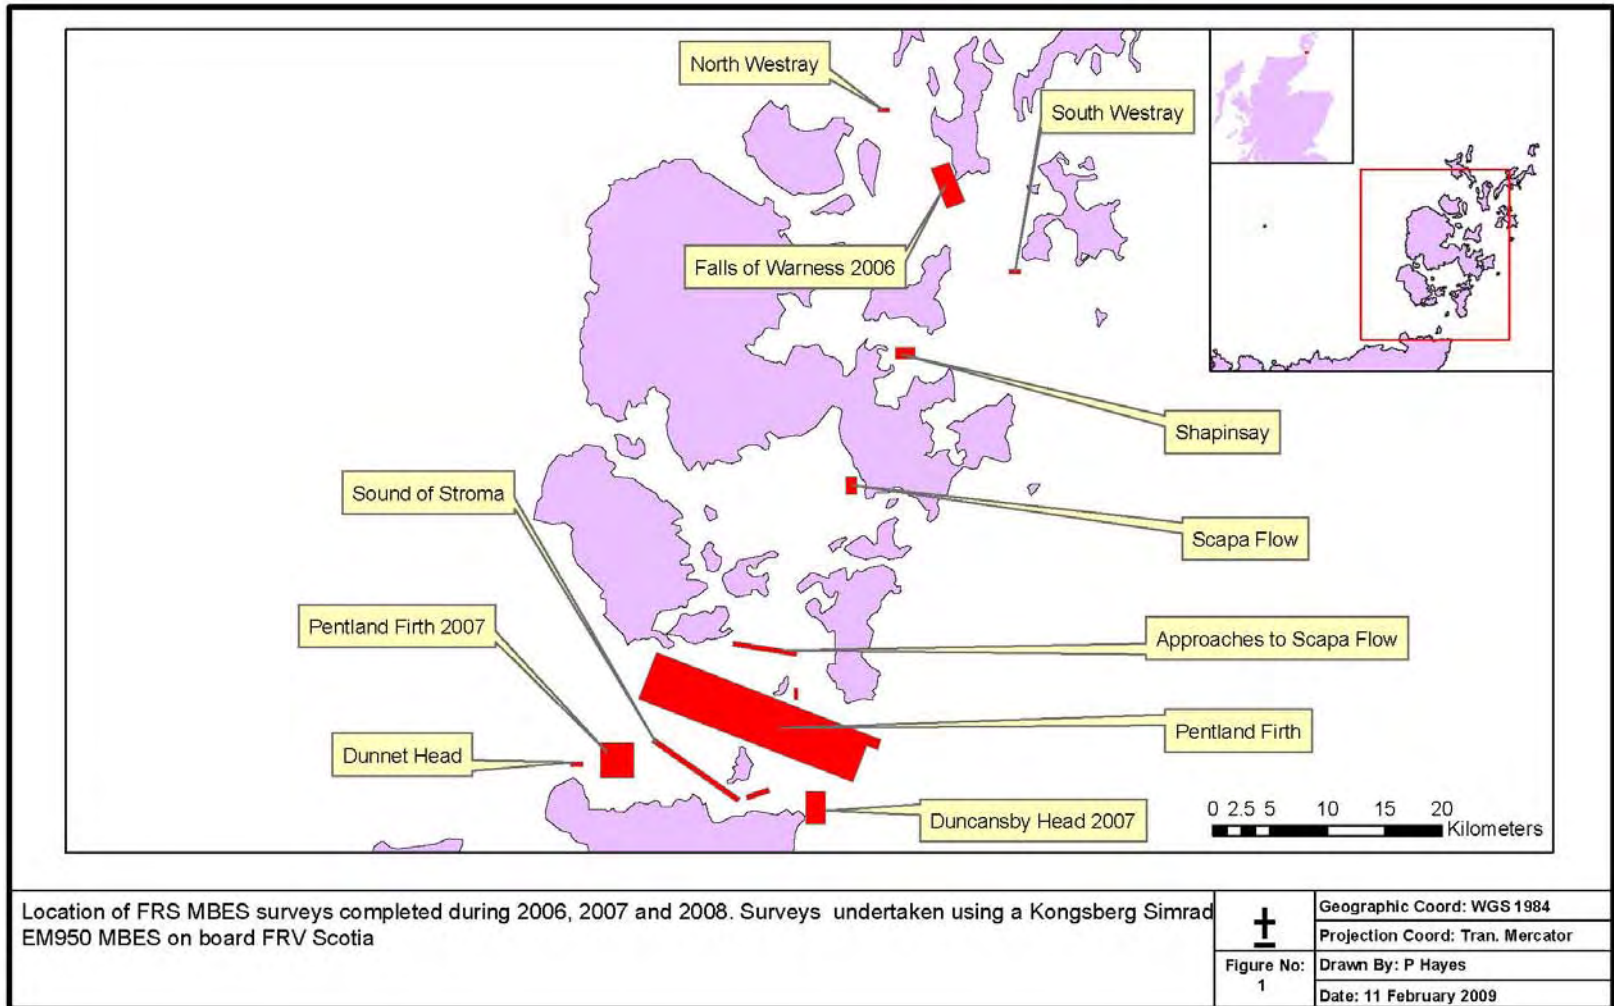 North Westray
South Westray
Falls of Warness 2006
Shapinsay
Sound of Stroma
Scapa Flow
Pentland Firth 2007
Approaches to Scapa Flow
Pentland Firth
Dunnet Head
Duncansby Head 2007
0 2.5 5 10 15 20
Kilometers
Location of FRS MBES surveys completed during 2006, 2007 and 2008. Surveys undertaken using a Kongsberg Simrad
EM950 MBES on board FRV Scotia
Figure No:
1
Geographic Coord: WGS 1984
Projection Coord: Tran. Mercator
Drawn By: P Hayes
Date: 11 February 2009